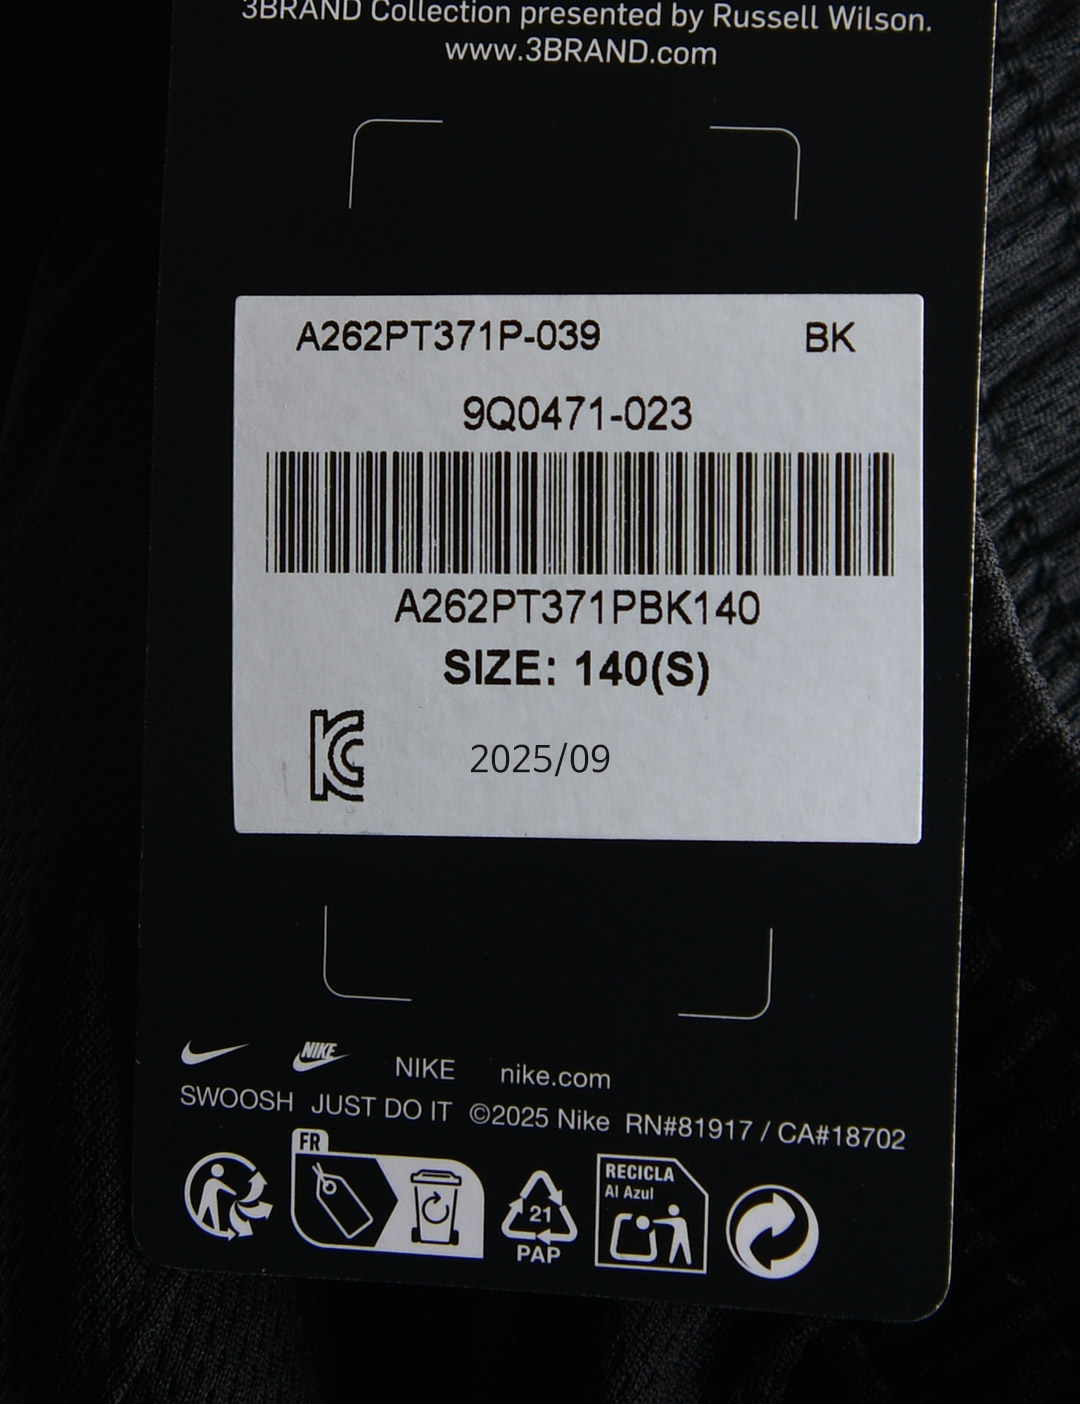 3BRAND Collection presented by Russell Wilson.
www.3BRAND.com
A262PT371P-039 BK
9Q0471-023
A262PT371PBK140
SIZE: 140(S)
2025/09
NIKE NIKE nike.com
SWOOSH JUST DO IT ©2025 Nike RN#81917 / CA#18702
FR
RECICLA
Al Azul
21
PAP